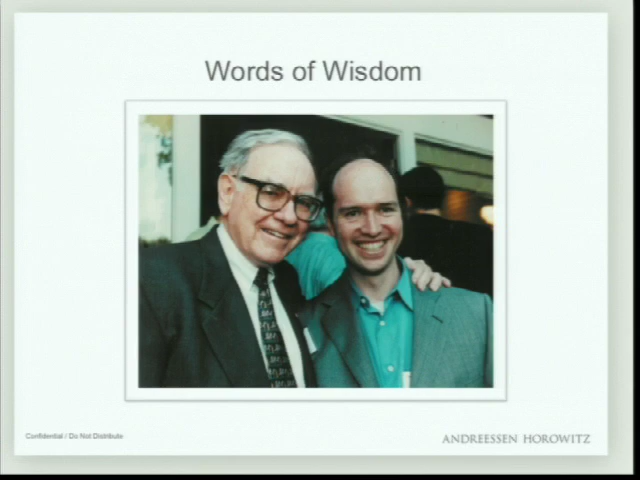 Words of Wisdom
Confidential / Do Not Distribute
ANDREESSEN HOROWITZ